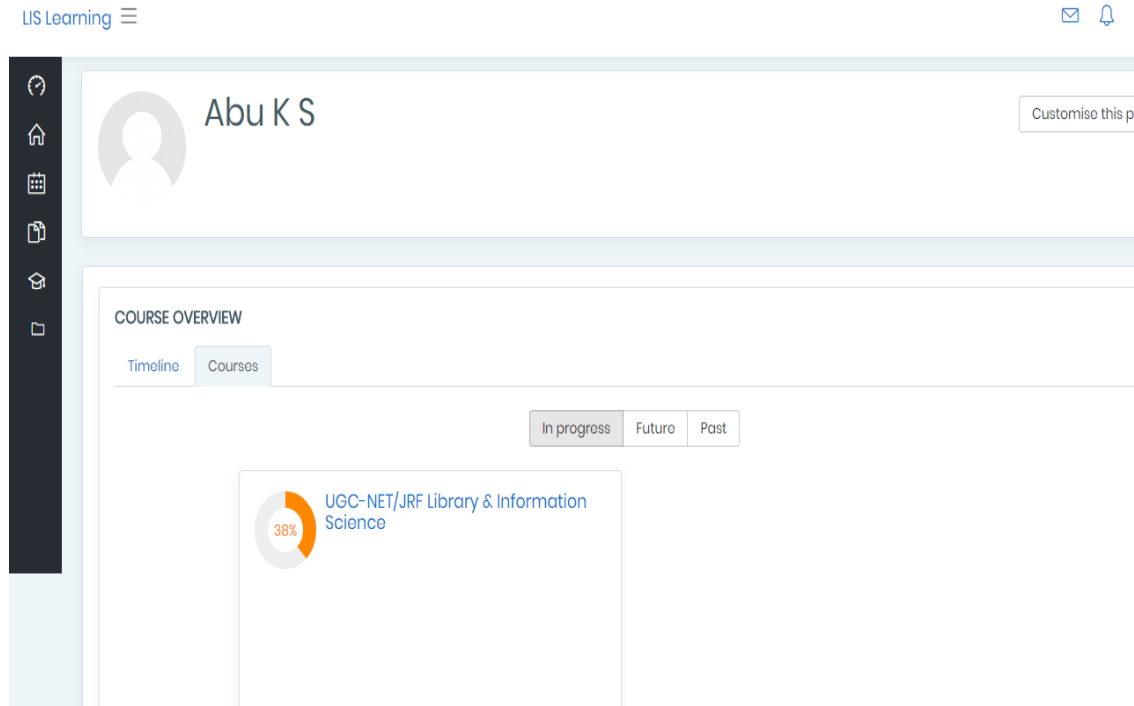 LIS Learning
Abu K S
Customise this p
COURSE OVERVIEW
Timeline Courses
In progress Future Past
38%
UGC-NET/JRF Library & Information
Science